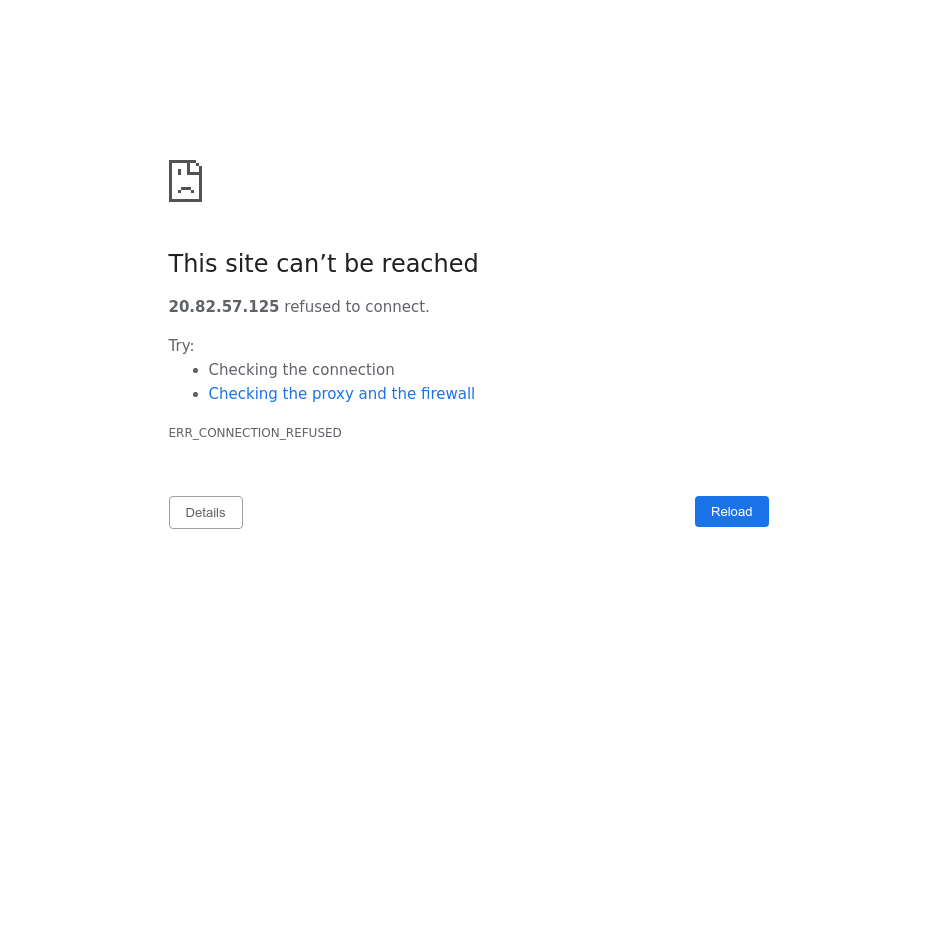 This site can’t be reached
20.82.57.125 refused to connect.
Try:
Checking the connection
Checking the proxy and the firewall
ERR_CONNECTION_REFUSED
Details
Reload